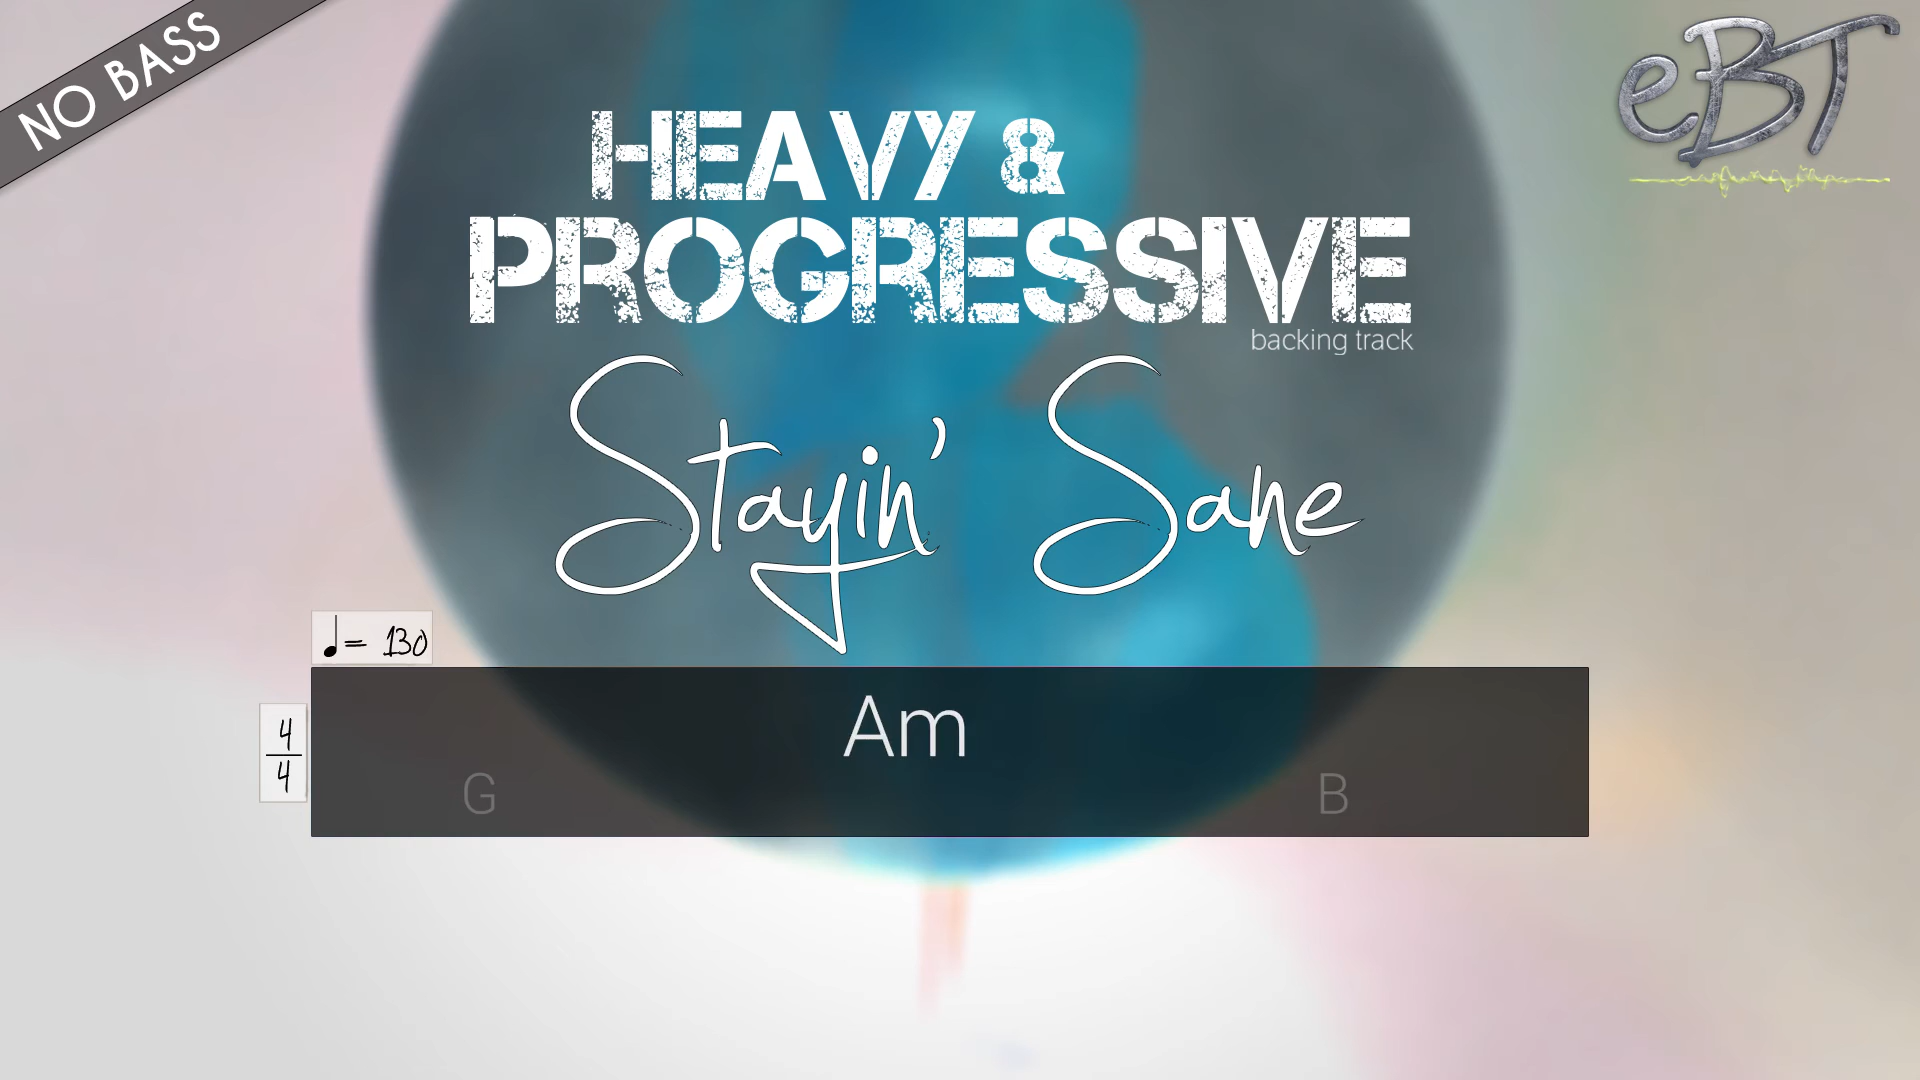 NO BASS
eBT
HEAVY &
PROGRESSIVE
backing track
Stayin' Sane
♩= 130
4
4
Am
G B